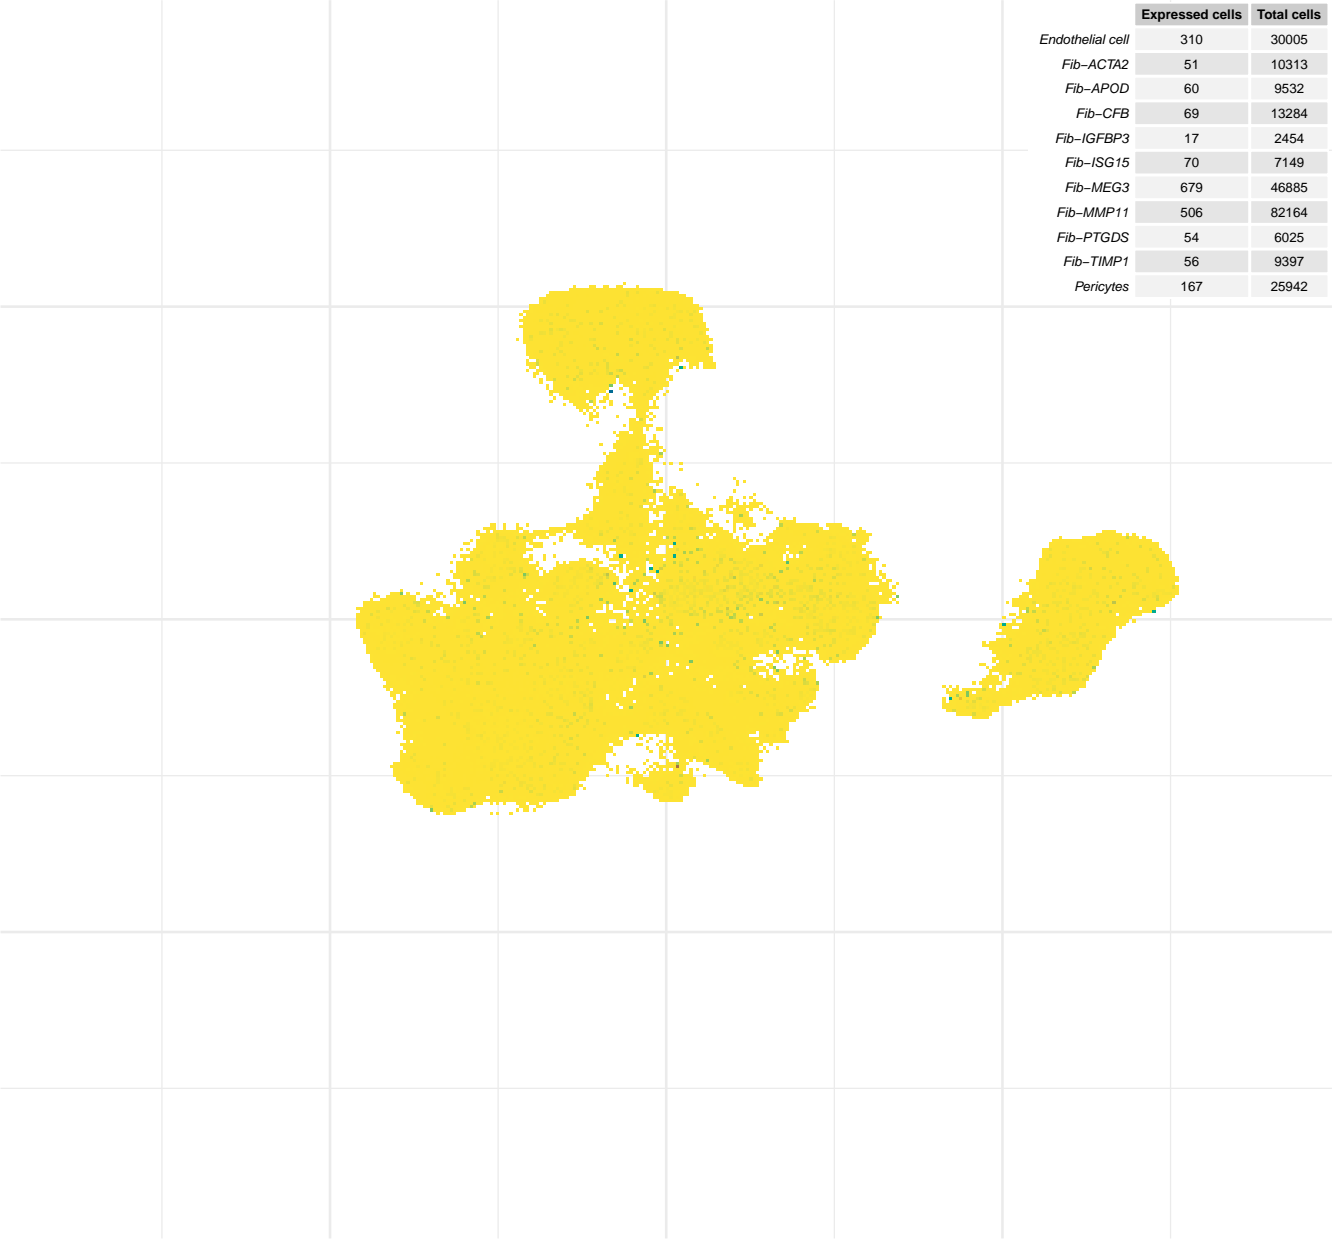 Expressed cells Total cells
Endothelial cell 310 30005
Fib−ACTA2 51 10313
Fib−APOD 60 9532
Fib−CFB 69 13284
Fib−IGFBP3 17 2454
Fib−ISG15 70 7149
Fib−MEG3 679 46885
Fib−MMP11 506 82164
Fib−PTGDS 54 6025
Fib−TIMP1 56 9397
Pericytes 167 25942